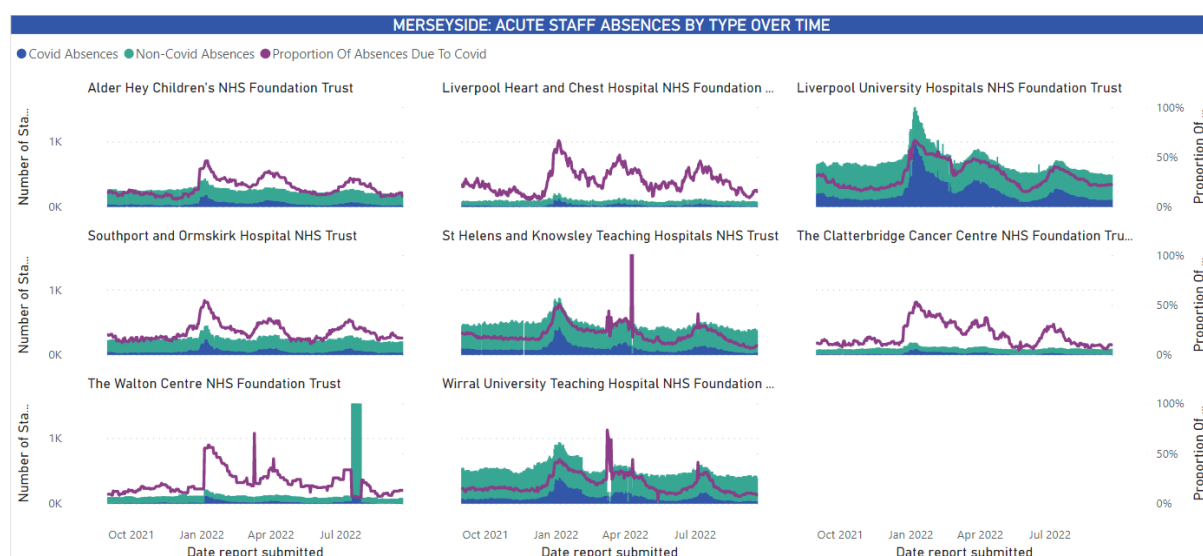 MERSEYSIDE: ACUTE STAFF ABSENCES BY TYPE OVER TIME
Covid Absences Non-Covid Absences Proportion Of Absences Due To Covid
Alder Hey Children's NHS Foundation Trust
Liverpool Heart and Chest Hospital NHS Foundation ...
Liverpool University Hospitals NHS Foundation Trust
Number of Sta...
1K
0K
100%
50%
0%
Proportion Of ...
Southport and Ormskirk Hospital NHS Trust
St Helens and Knowsley Teaching Hospitals NHS Trust
The Clatterbridge Cancer Centre NHS Foundation Tru...
Number of Sta...
1K
0K
100%
50%
0%
Proportion Of ...
The Walton Centre NHS Foundation Trust
Wirral University Teaching Hospital NHS Foundation ...
Number of Sta...
1K
0K
100%
50%
0%
Proportion Of ...
Oct 2021 Jan 2022 Apr 2022 Jul 2022
Oct 2021 Jan 2022 Apr 2022 Jul 2022
Oct 2021 Jan 2022 Apr 2022 Jul 2022
Date report submitted
Date report submitted
Date report submitted